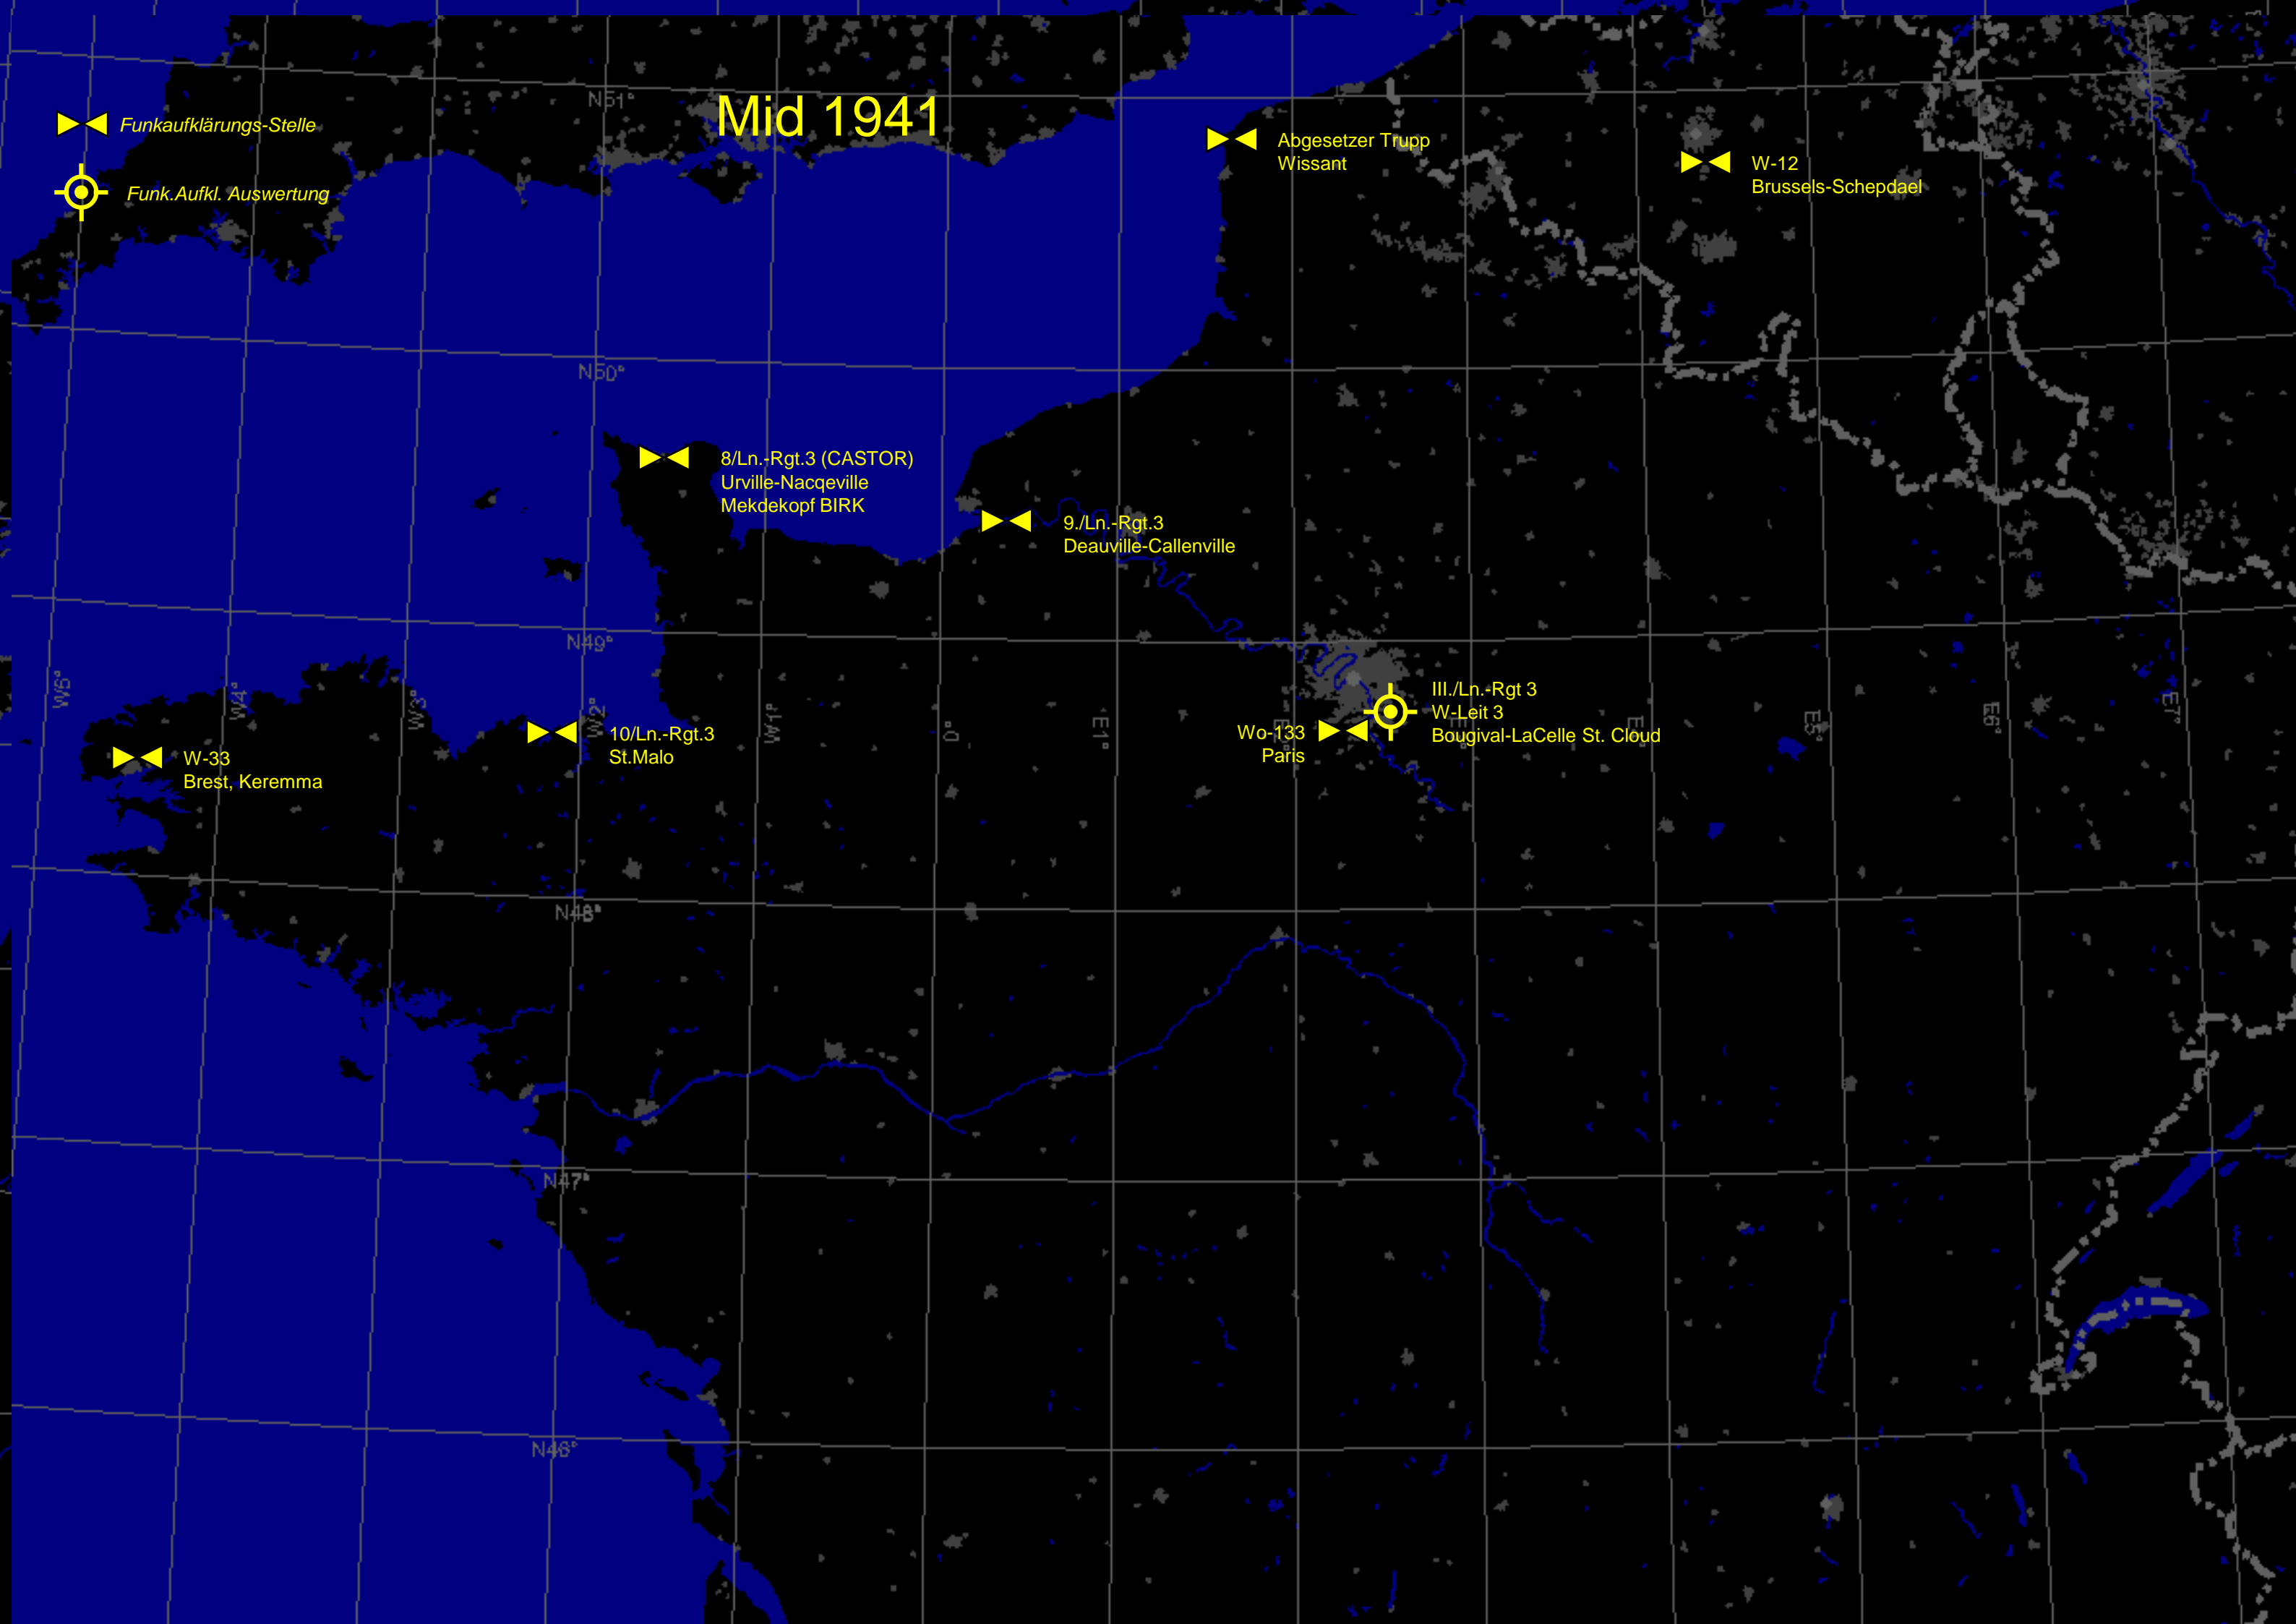 Mid 1941
Funkaufklärungs-Stelle
Funk.Aufkl. Auswertung
Abgesetzer Trupp
Wissant
W-12
Brussels-Schepdael
8/Ln.-Rgt.3 (CASTOR)
Urville-Nacqeville
Mekdekopf BIRK
9./Ln.-Rgt.3
Deauville-Callenville
III./Ln.-Rgt 3
W-Leit 3
Bougival-LaCelle St. Cloud
Wo-133
Paris
10/Ln.-Rgt.3
St.Malo
W-33
Brest, Keremma
N51°
N50°
N49°
N48°
N47°
N46°
W5°
W4°
W3°
W2°
W1°
0°
E1°
E5°
E6°
E7°